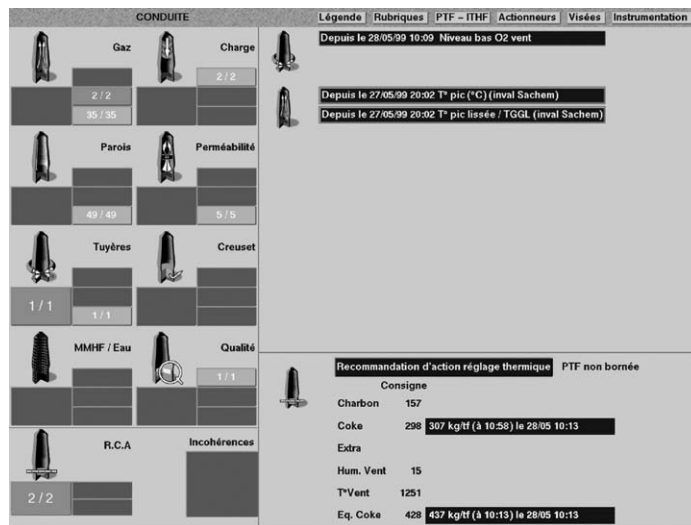 CONDUITE
Légende Rubriques PTF – ITHF Actionneurs Visées Instrumentation
Gaz
2 / 2
35 / 35
Charge
2 / 2
Parois
49 / 49
Perméabilité
5 / 5
Tuyères
1 / 1
1 / 1
Creuset
MMHF / Eau
Qualité
1 / 1
R.C.A
2 / 2
Incohérences
Depuis le 28/05/99 10:09 Niveau bas O2 vent
Depuis le 27/05/99 20:02 T° pic (°C) (inval Sachem)
Depuis le 27/05/99 20:02 T° pic lissée / TGGL (inval Sachem)
Recommandation d'action réglage thermique PTF non bornée
Consigne
Charbon 157
Coke 298 307 kg/tf (à 10:58) le 28/05 10:13
Extra
Hum. Vent 15
T°Vent 1251
Eq. Coke 428 437 kg/tf (à 10:13) le 28/05 10:13